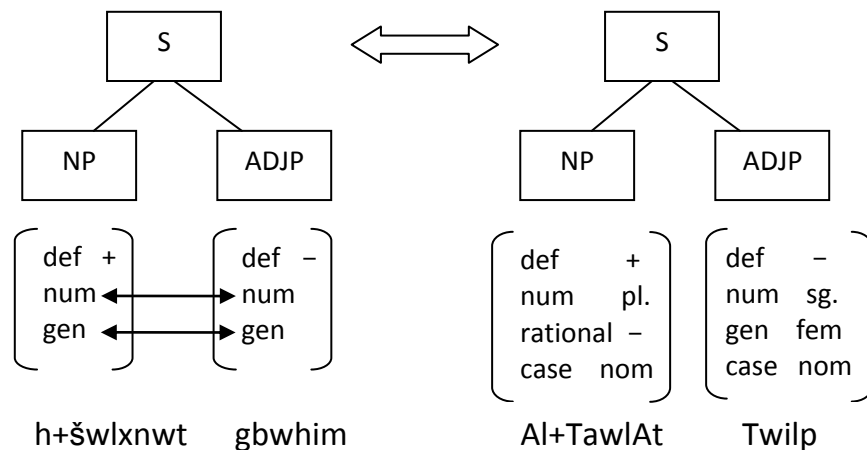 S S
NP ADJP NP ADJP
def + def − def + def −
num num num pl. num sg.
gen gen rational − gen fem
case nom case nom
h+šwlxnwt gbwhim Al+TawlAt Twilp